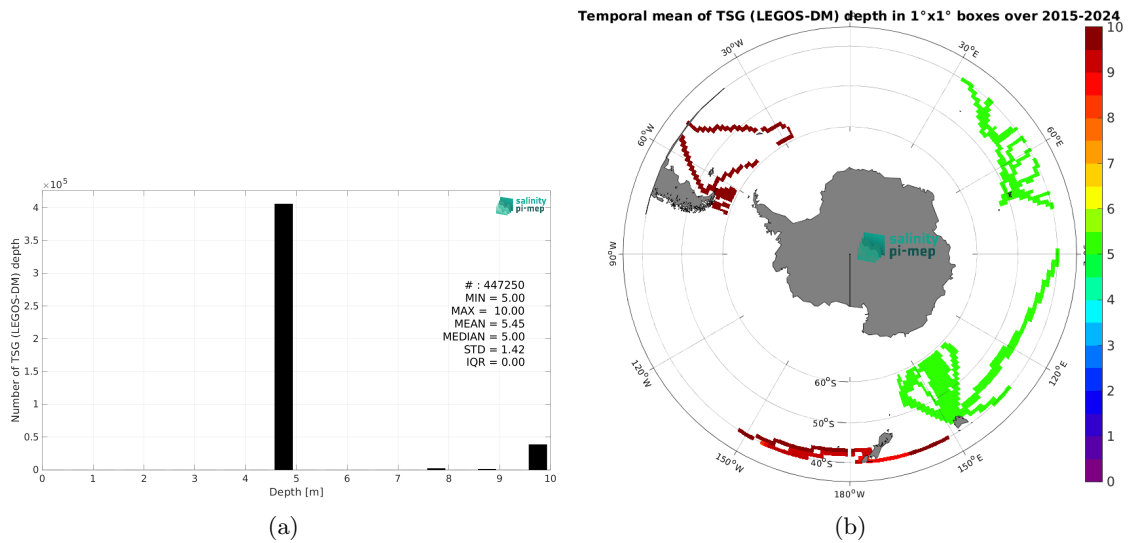 ×10⁵
4
3.5
3
2.5
2
1.5
1
0.5
0
0 1 2 3 4 5 6 7 8 9 10
Number of TSG (LEGOS-DM) depth
Depth [m]
salinity
pi-mep
# : 447250
MIN = 5.00
MAX = 10.00
MEAN = 5.45
MEDIAN = 5.00
STD = 1.42
IQR = 0.00
(a)
Temporal mean of TSG (LEGOS-DM) depth in 1°x1° boxes over 2015-2024
30°W
30°E
60°W
60°E
90°W
120°W
120°E
150°W
150°E
180°W
60°S
50°S
40°S
salinity
pi-mep
10
9
8
7
6
5
4
3
2
1
0
(b)